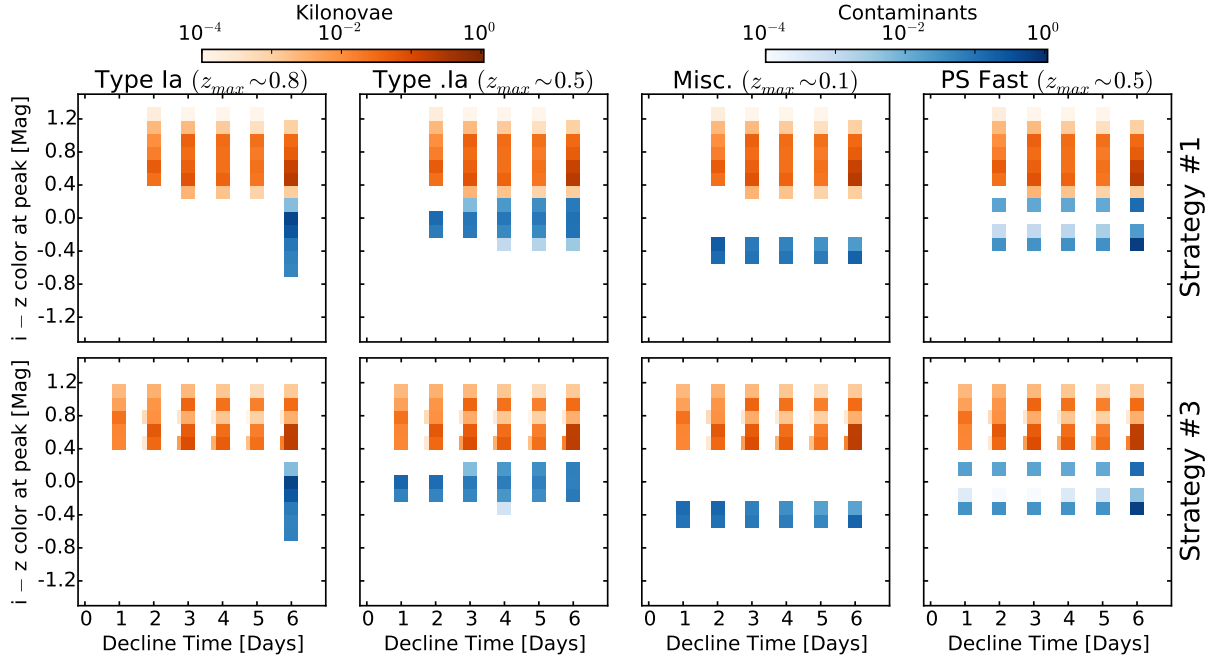 Kilonovae
Contaminants
10⁻⁴ 10⁻² 10⁰
10⁻⁴ 10⁻² 10⁰
Type Ia (z_max∼0.8)
Type .Ia (z_max∼0.5)
Misc. (z_max∼0.1)
PS Fast (z_max∼0.5)
i − z color at peak [Mag]
1.2
0.8
0.4
0.0
-0.4
-0.8
-1.2
Strategy #1
i − z color at peak [Mag]
1.2
0.8
0.4
0.0
-0.4
-0.8
-1.2
Strategy #3
0 1 2 3 4 5 6
0 1 2 3 4 5 6
0 1 2 3 4 5 6
0 1 2 3 4 5 6
Decline Time [Days]
Decline Time [Days]
Decline Time [Days]
Decline Time [Days]